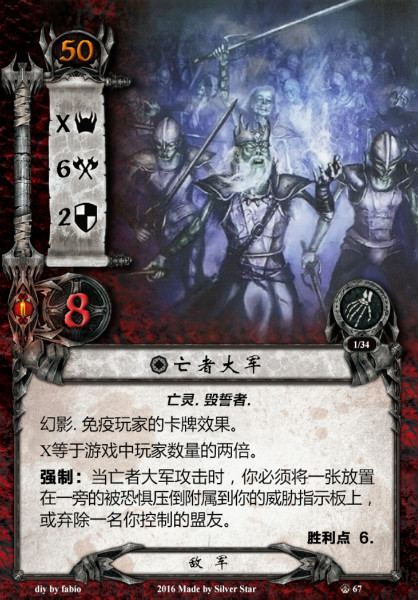 50
X
6
2
8
1/34
亡者大军
亡灵. 毁誓者.
幻影. 免疫玩家的卡牌效果。
X等于游戏中玩家数量的两倍。
强制：当亡者大军攻击时，你必须将一张放置
在一旁的被恐惧压倒附属到你的威胁指示板上，
或弃除一名你控制的盟友。
胜利点 6.
敌军
diy by fabio
2016 Made by Silver Star
67